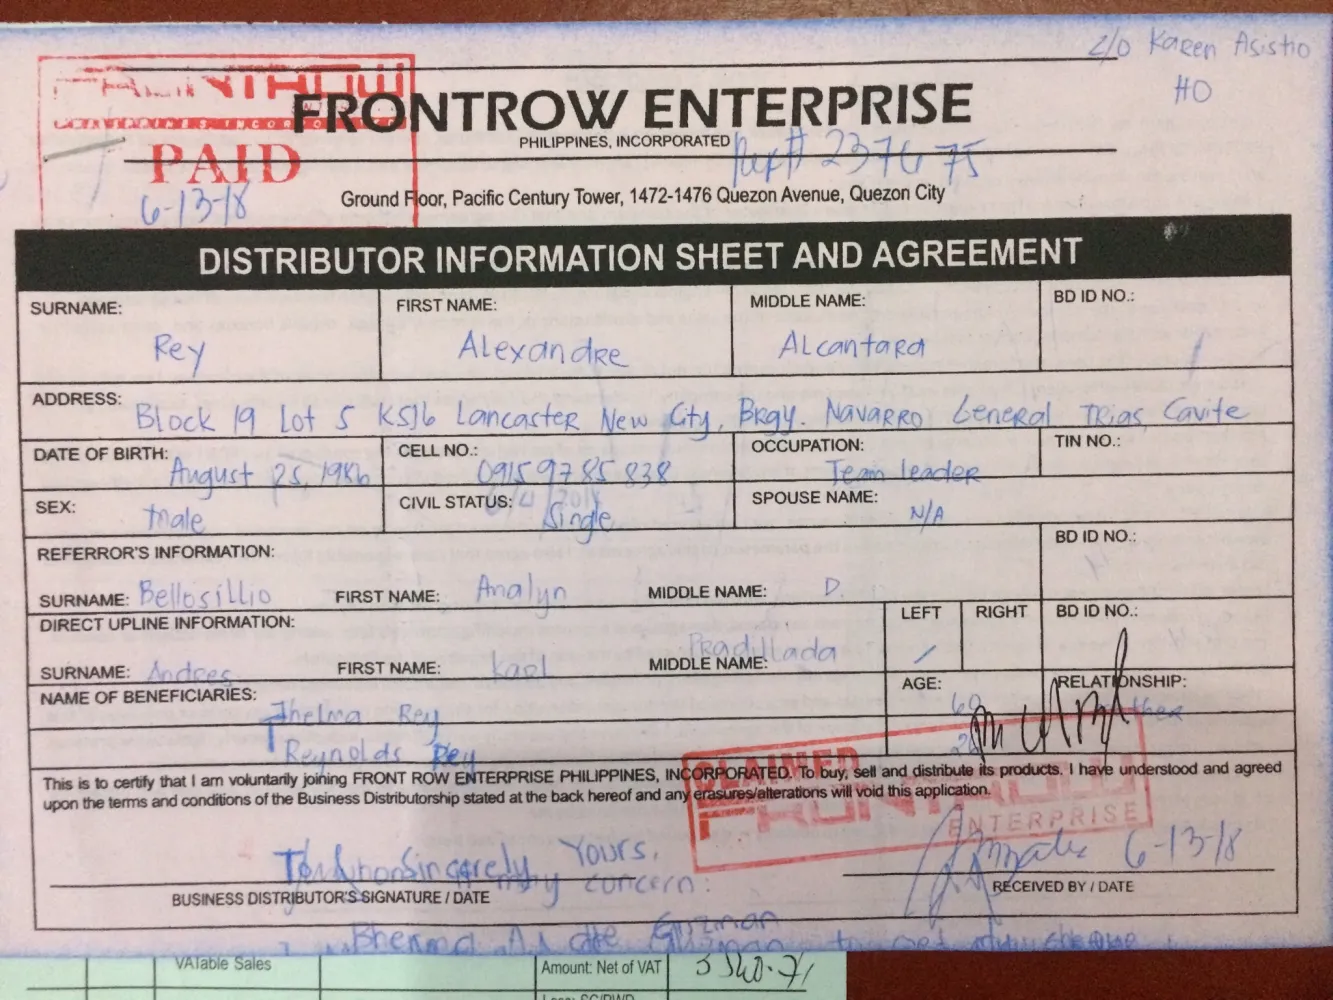 c/o Karen Asistio
HO
FRONTROW
ENTERPRISE
PAID
6-13-18
FRONTROW ENTERPRISE
PHILIPPINES, INCORPORATED
Ref# 237675
Ground Floor, Pacific Century Tower, 1472-1476 Quezon Avenue, Quezon City
DISTRIBUTOR INFORMATION SHEET AND AGREEMENT
SURNAME: FIRST NAME: MIDDLE NAME: BD ID NO.:
Rey Alexandre Alcantara
ADDRESS: Block 19 Lot 5 KS16 Lancaster New City, Brgy. Navarro General Trias, Cavite
DATE OF BIRTH: CELL NO.: OCCUPATION: TIN NO.:
August 25, 1986 0915 9785 838 Team leader
SEX: CIVIL STATUS: SPOUSE NAME:
Male Single N/A
REFERROR'S INFORMATION: BD ID NO.:
SURNAME: Bellosillio FIRST NAME: Analyn MIDDLE NAME: D.
DIRECT UPLINE INFORMATION: LEFT RIGHT BD ID NO.:
SURNAME: Andres FIRST NAME: Karl MIDDLE NAME: Pradillada
NAME OF BENEFICIARIES: AGE: RELATIONSHIP:
Thelma Rey
Reynolds Rey
This is to certify that I am voluntarily joining FRONT ROW ENTERPRISE PHILIPPINES, INCORPORATED. To buy, sell and distribute its products. I have understood and agreed
upon the terms and conditions of the Business Distributorship stated at the back hereof and any erasures/alterations will void this application.
CLAIMED
FRONTROW
ENTERPRISE
Sincerely Yours,
concern:
6-13-18
BUSINESS DISTRIBUTOR'S SIGNATURE / DATE RECEIVED BY / DATE
de Guzman
VATable Sales Amount: Net of VAT